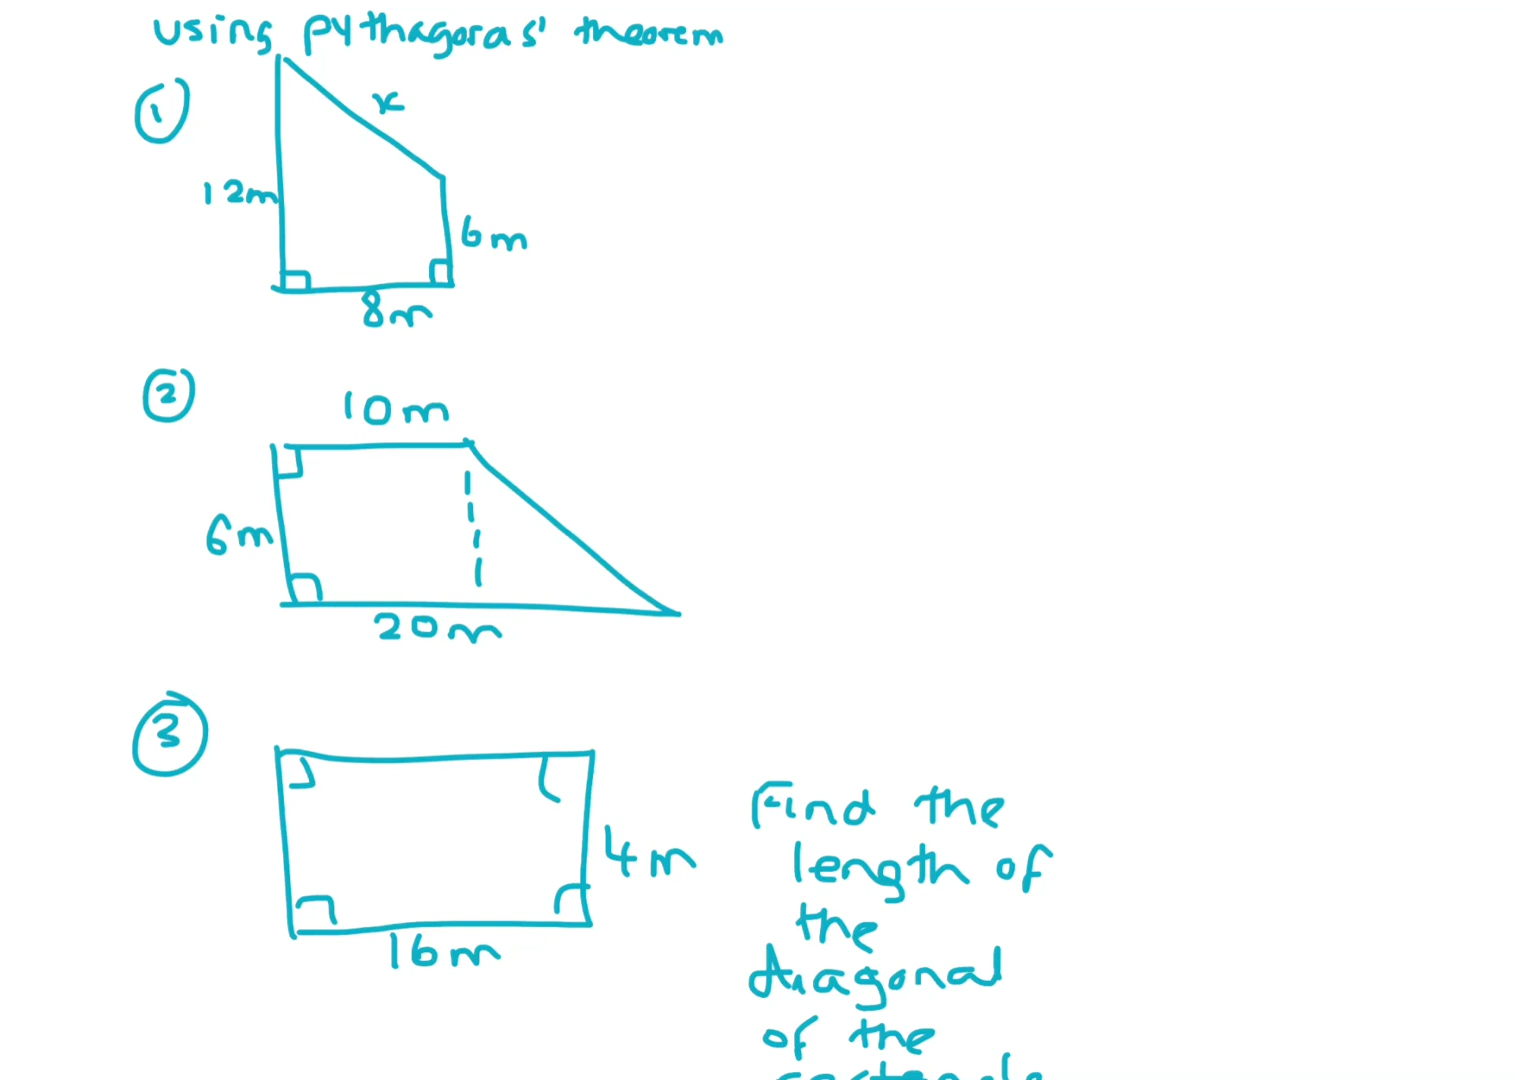 using pythagoras' theorem
1
x
12m
6m
8m
2
10m
6m
20m
3
4m
16m
Find the
length of
the
diagonal
of the